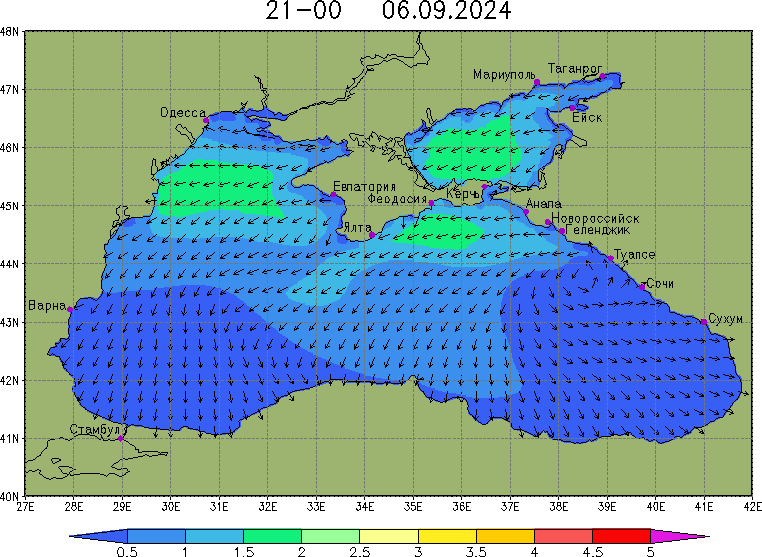 21-00 06.09.2024
48N
47N
46N
45N
44N
43N
42N
41N
40N
Таганрог
Мариуполь
Ейск
Одесса
Евпатория
Керчь
Феодосия
Анапа
Новороссийск
Геленджик
Ялта
Туапсе
Сочи
Варна
Сухум
Стамбул
27E 28E 29E 30E 31E 32E 33E 34E 35E 36E 37E 38E 39E 40E 41E 42E
0.5 1 1.5 2 2.5 3 3.5 4 4.5 5